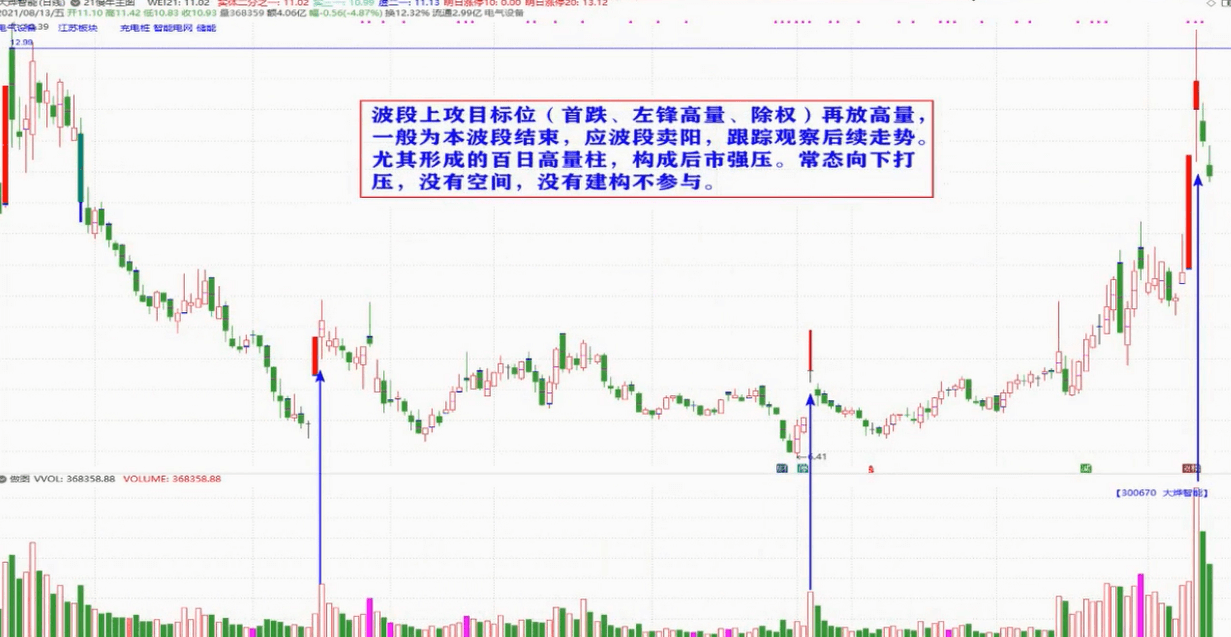 大烨智能(日线) 21慢牛主图 WEI21: 11.02 实体二分之一: 11.02 实三一: 10.99 虚二一: 11.13 明日涨停10: 0.00 明日涨停20: 13.12
2021/08/13/五 开11.10 高11.42 低10.83 收10.93 量368359 额4.06亿 幅-0.56(-4.87%) 换12.32% 流通2.99亿 电气设备
电气设备 江苏板块 充电桩 智能电网 储能
12.99
波段上攻目标位（首跌、左锋高量、除权）再放高量，
一般为本波段结束，应波段卖阳，跟踪观察后续走势。
尤其形成的百日高量柱，构成后市强压。常态向下打
压，没有空间，没有建构不参与。
6.41
做图 VVOL: 368358.88 VOLUME: 368358.88
【300670 大烨智能】